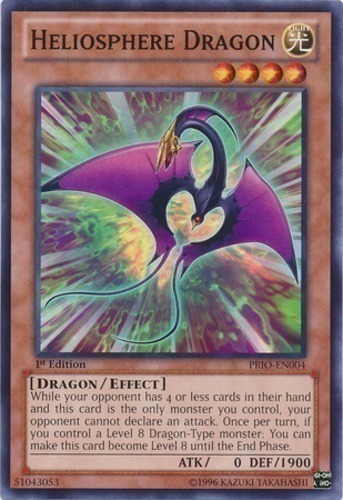 HELIOSPHERE DRAGON
LIGHT
光
1st Edition
PRIO-EN004
[DRAGON/EFFECT]
While your opponent has 4 or less cards in their hand
and this card is the only monster you control, your
opponent cannot declare an attack. Once per turn, if
you control a Level 8 Dragon-Type monster: You can
make this card become Level 8 until the End Phase.
ATK/ 0 DEF/1900
51043053
©1996 KAZUKI TAKAHASHI